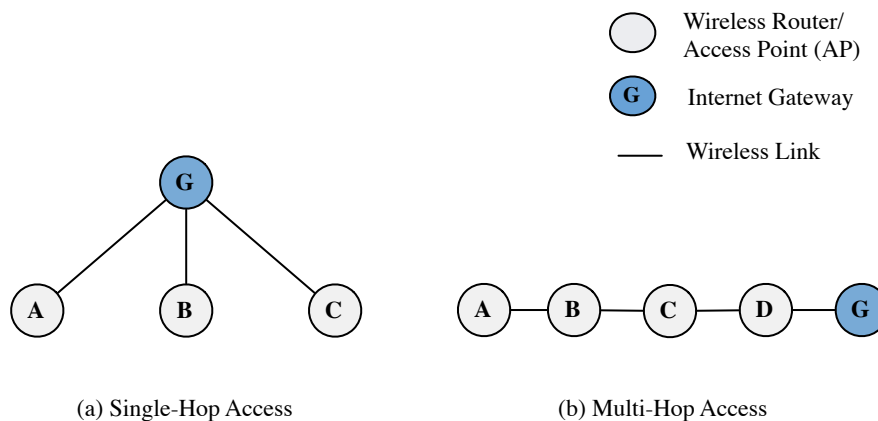 Wireless Router/
Access Point (AP)
G Internet Gateway
Wireless Link
G
A B C
A B C D G
(a) Single-Hop Access
(b) Multi-Hop Access